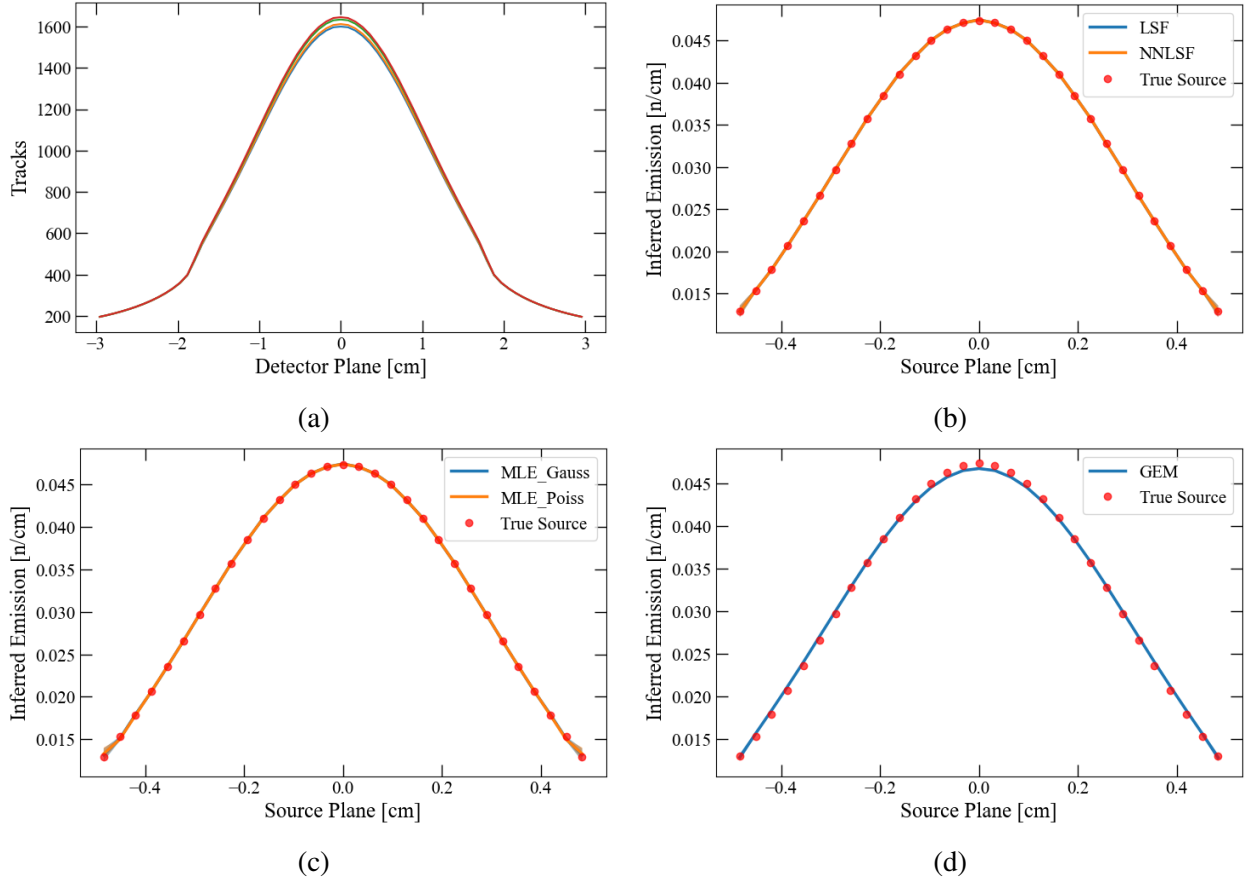 1600
1400
1200
1000
800
600
400
200
Tracks
−3
−2
−1
0
1
2
3
Detector Plane [cm]
(a)
0.045
0.040
0.035
0.030
0.025
0.020
0.015
Inferred Emission [n/cm]
LSF
NNLSF
True Source
−0.4
−0.2
0.0
0.2
0.4
Source Plane [cm]
(b)
0.045
0.040
0.035
0.030
0.025
0.020
0.015
Inferred Emission [n/cm]
MLE_Gauss
MLE_Poiss
True Source
−0.4
−0.2
0.0
0.2
0.4
Source Plane [cm]
(c)
0.045
0.040
0.035
0.030
0.025
0.020
0.015
Inferred Emission [n/cm]
GEM
True Source
−0.4
−0.2
0.0
0.2
0.4
Source Plane [cm]
(d)